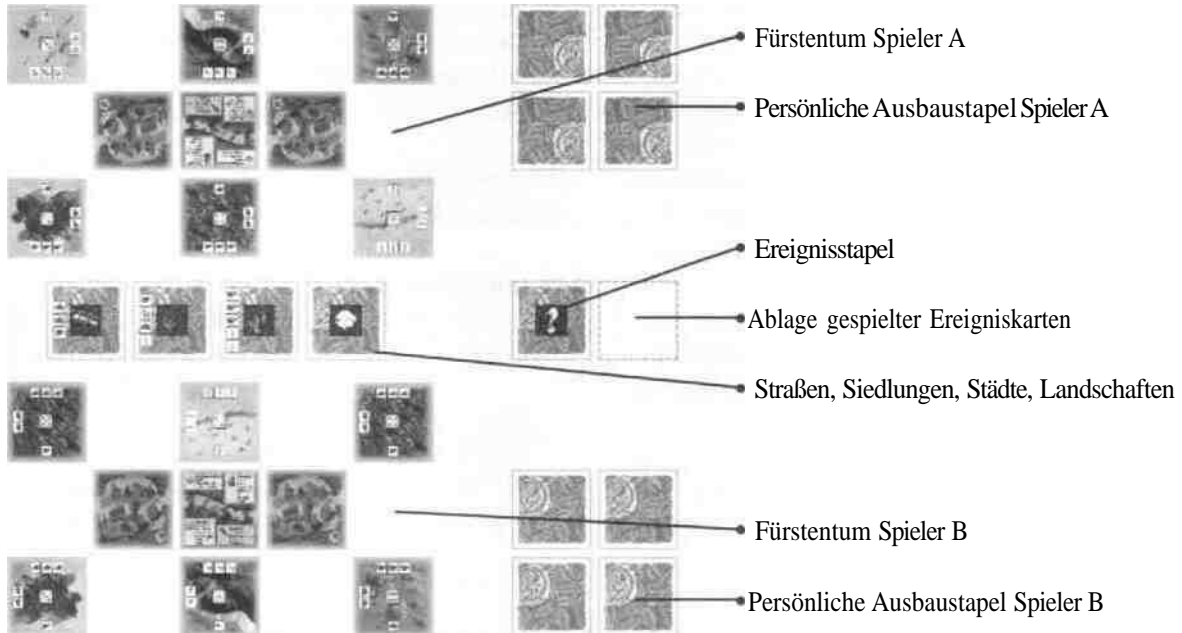 Fürstentum Spieler A
Persönliche Ausbaustapel Spieler A
Ereignisstapel
?
Ablage gespielter Ereigniskarten
Straßen, Siedlungen, Städte, Landschaften
Fürstentum Spieler B
Persönliche Ausbaustapel Spieler B